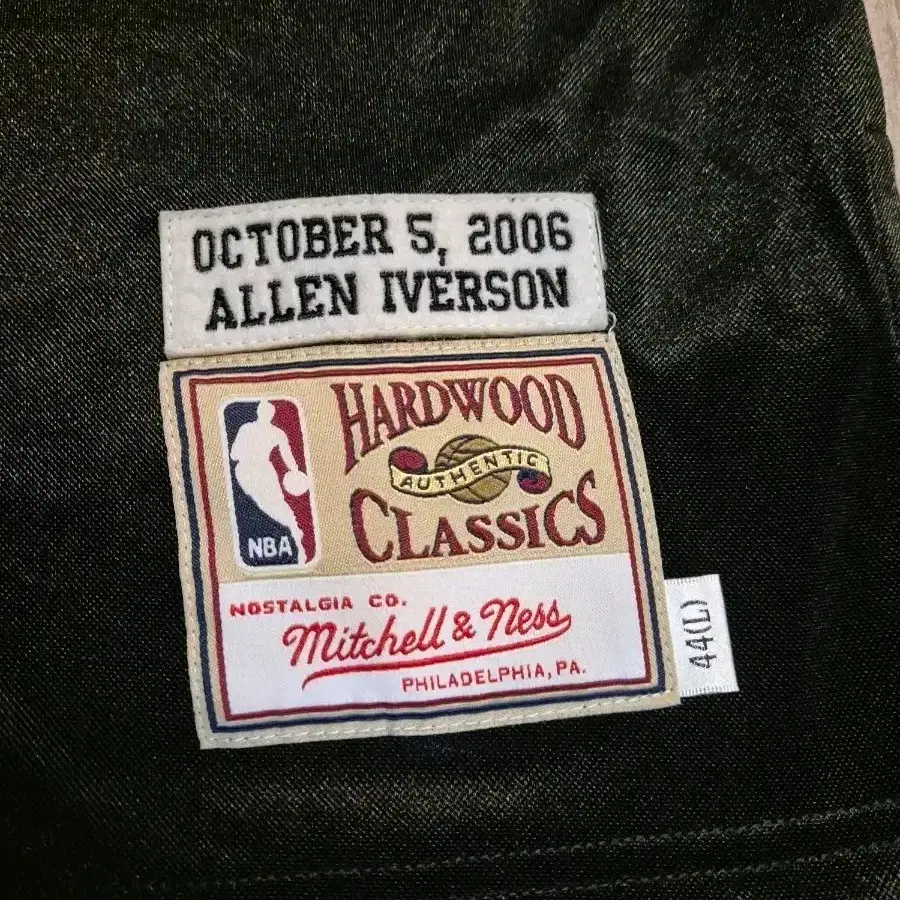 OCTOBER 5, 2006
ALLEN IVERSON
HARDWOOD
AUTHENTIC
CLASSICS
NBA
NOSTALGIA CO.
Mitchell & Ness
PHILADELPHIA, PA.
44(L)